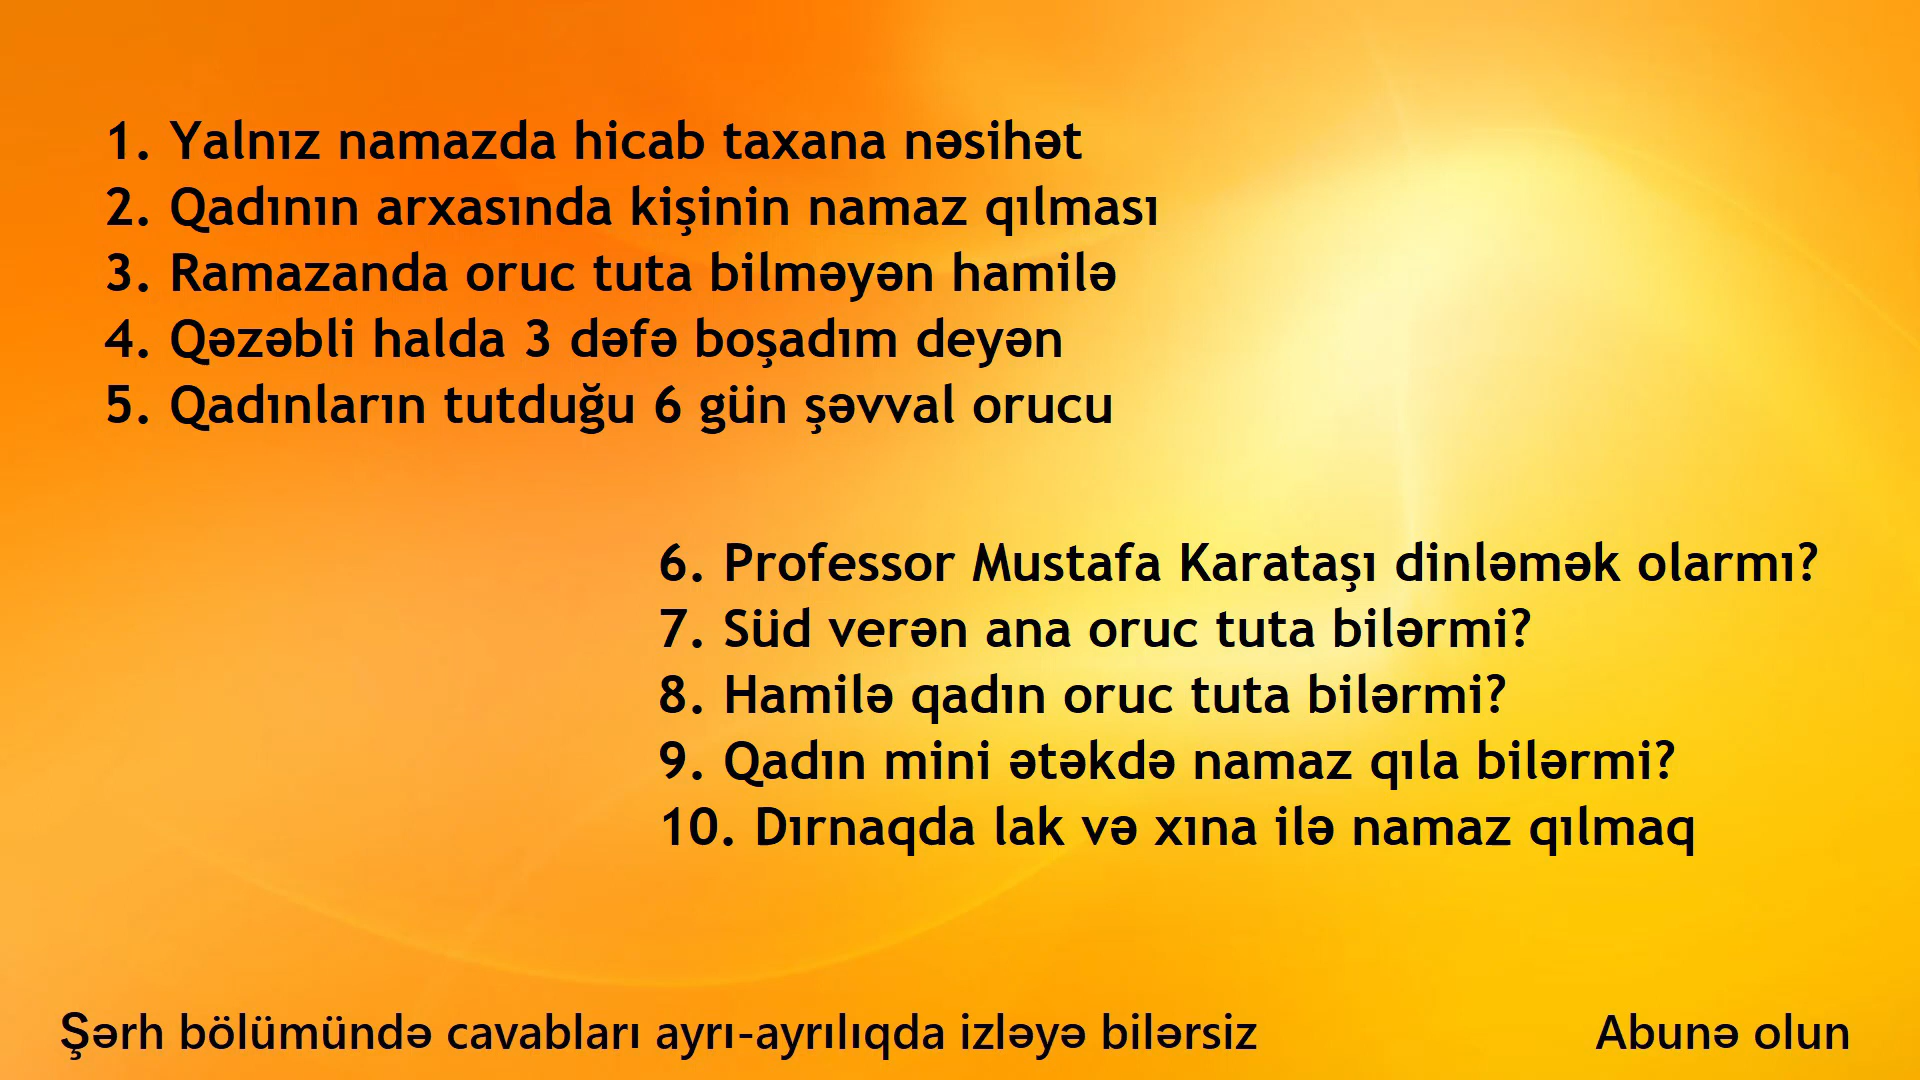 1. Yalnız namazda hicab taxana nəsihət
2. Qadının arxasında kişinin namaz qılması
3. Ramazanda oruc tuta bilməyən hamilə
4. Qəzəbli halda 3 dəfə boşadım deyən
5. Qadınların tutduğu 6 gün şəvval orucu
6. Professor Mustafa Karataşı dinləmək olarmı?
7. Süd verən ana oruc tuta bilərmi?
8. Hamilə qadın oruc tuta bilərmi?
9. Qadın mini ətəkdə namaz qıla bilərmi?
10. Dırnaqda lak və xına ilə namaz qılmaq
Şərh bölümündə cavabları ayrı-ayrılıqda izləyə bilərsiz
Abunə olun